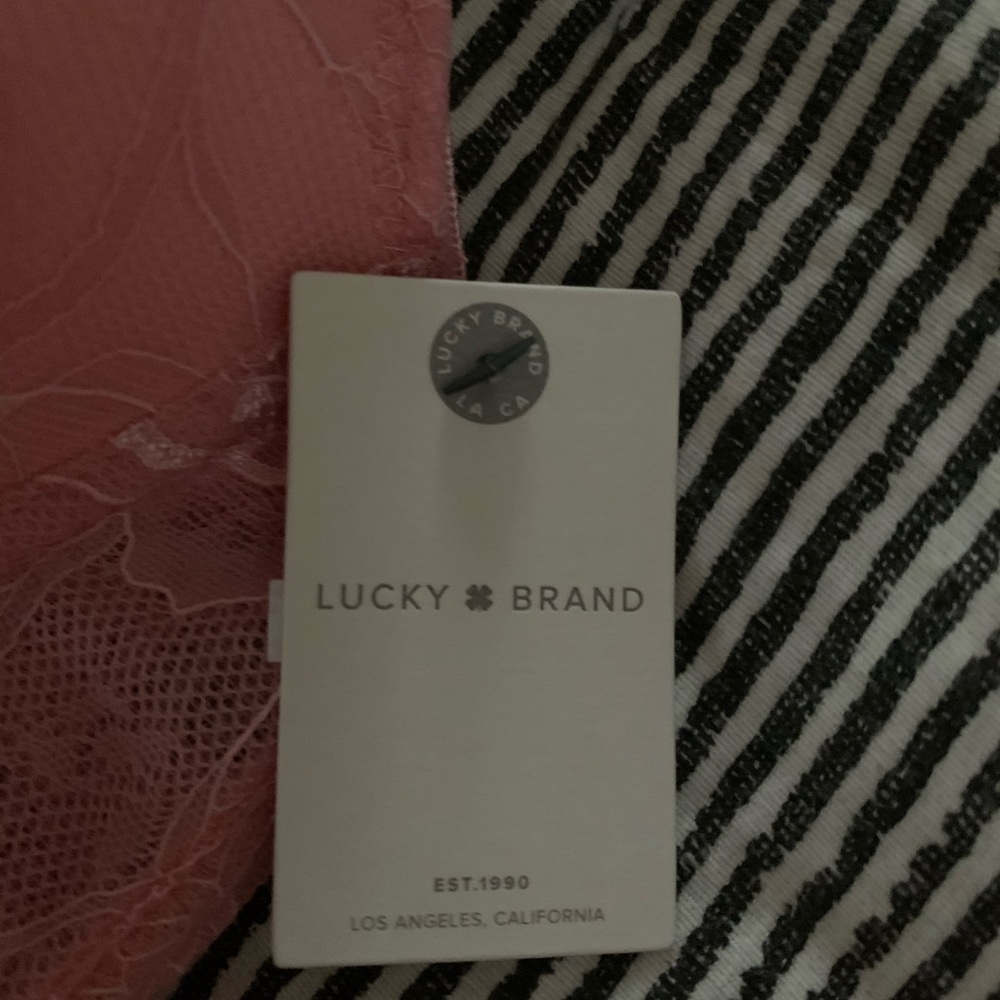 LUCKY BRAND
LA CA
LUCKY BRAND
EST.1990
LOS ANGELES, CALIFORNIA